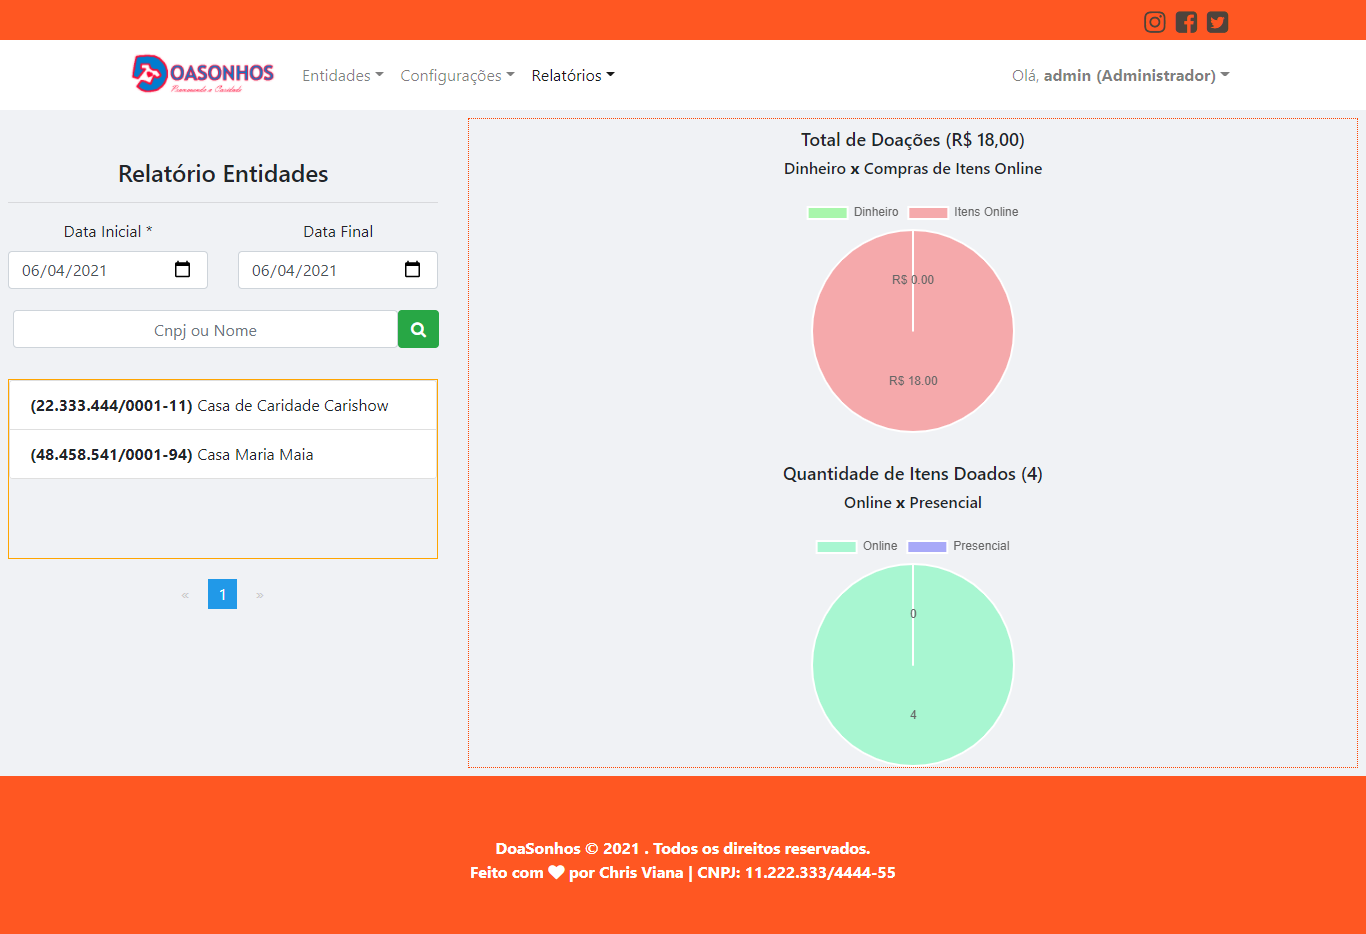 DOASONHOS
Entidades
Configurações
Relatórios
Olá, admin (Administrador)
Relatório Entidades
Data Inicial *
Data Final
06/04/2021
06/04/2021
Cnpj ou Nome
(22.333.444/0001-11) Casa de Caridade Carishow
(48.458.541/0001-94) Casa Maria Maia
« 1 »
Total de Doações (R$ 18,00)
Dinheiro x Compras de Itens Online
Dinheiro Itens Online
R$ 0.00
R$ 18.00
Quantidade de Itens Doados (4)
Online x Presencial
Online Presencial
0
4
DoaSonhos © 2021 . Todos os direitos reservados.
Feito com por Chris Viana | CNPJ: 11.222.333/4444-55